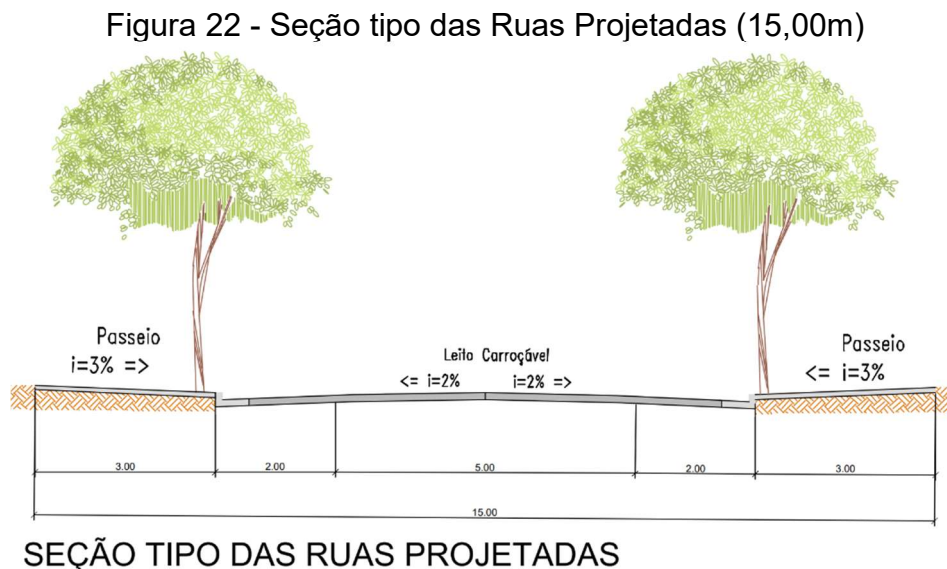 Figura 22 - Seção tipo das Ruas Projetadas (15,00m)
Passeio
i=3% =>
Leito Carroçável
<= i=2% i=2% =>
Passeio
<= i=3%
3.00 2.00 5.00 2.00 3.00
15.00
SEÇÃO TIPO DAS RUAS PROJETADAS